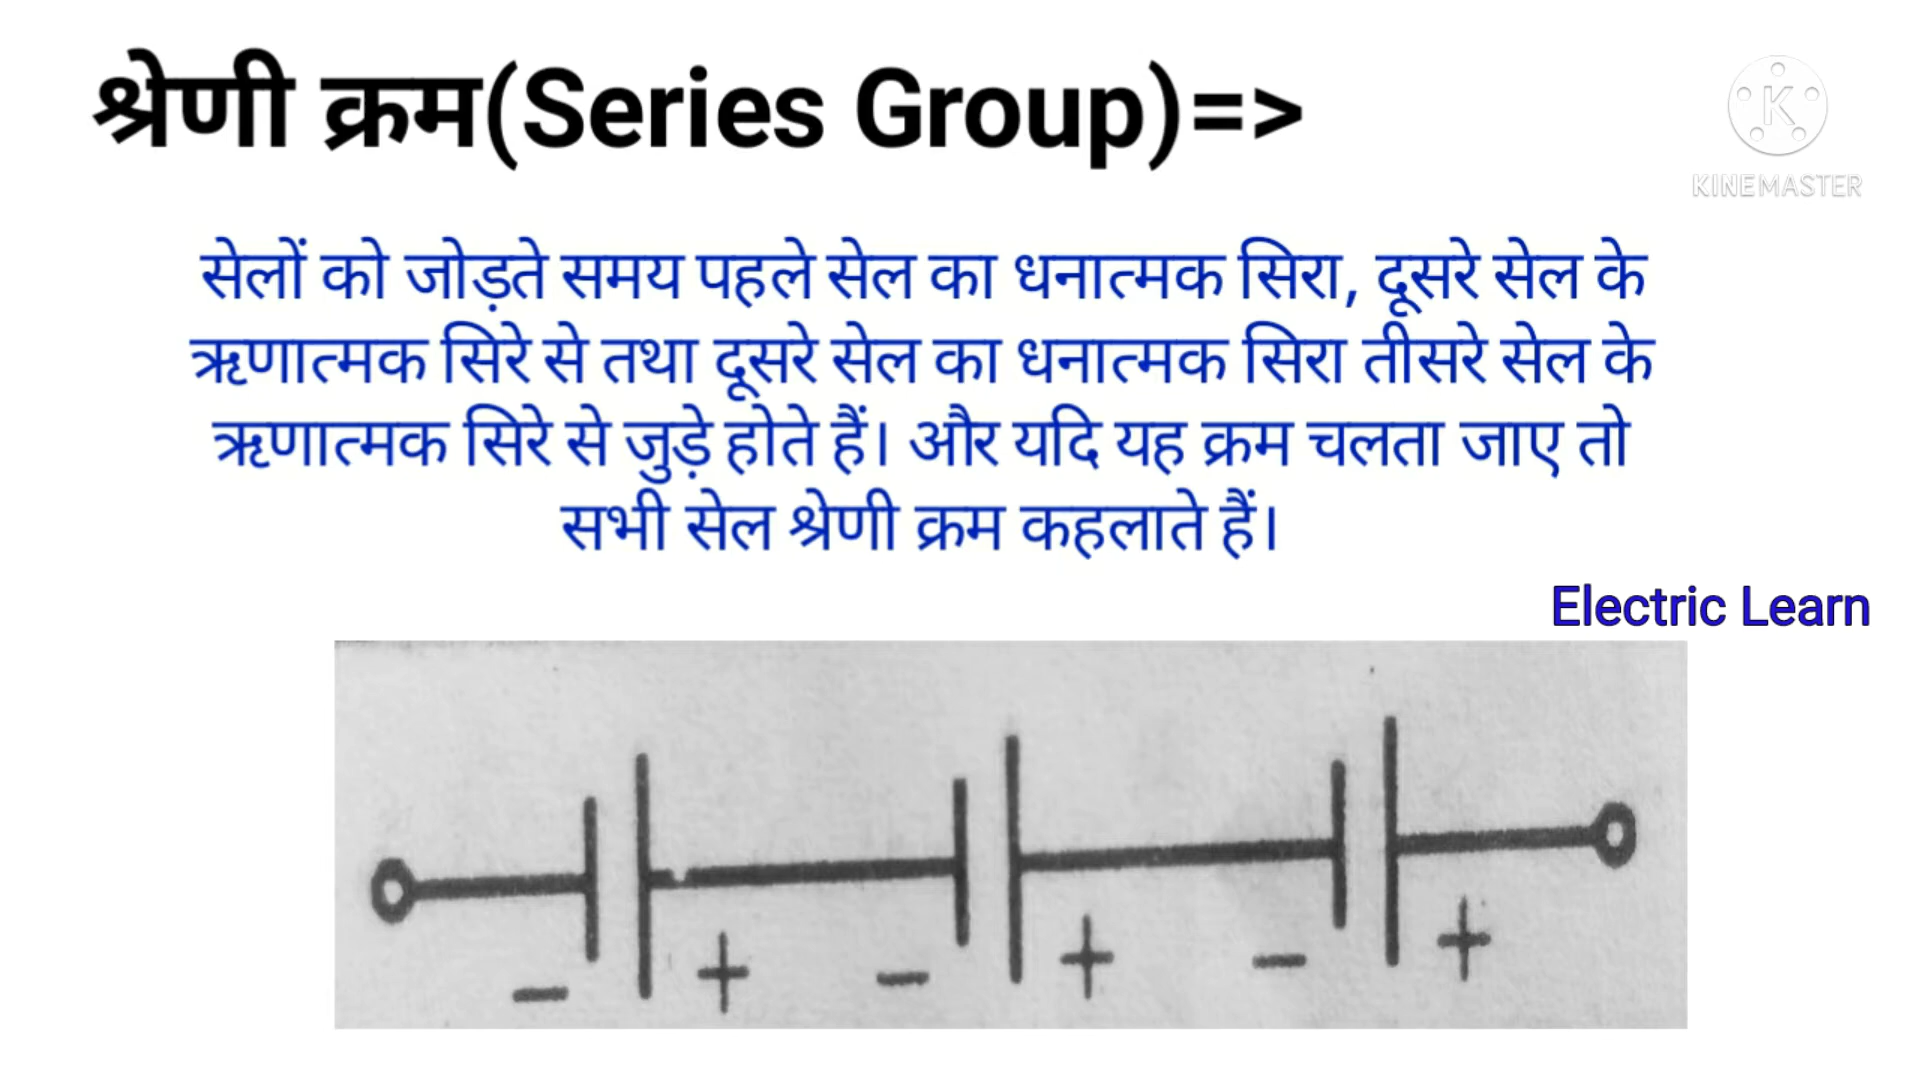 श्रेणी क्रम(Series Group)=>
K
KINEMASTER
सेलों को जोड़ते समय पहले सेल का धनात्मक सिरा, दूसरे सेल के
ऋणात्मक सिरे से तथा दूसरे सेल का धनात्मक सिरा तीसरे सेल के
ऋणात्मक सिरे से जुड़े होते हैं। और यदि यह क्रम चलता जाए तो
सभी सेल श्रेणी क्रम कहलाते हैं।
Electric Learn
− + − + − +